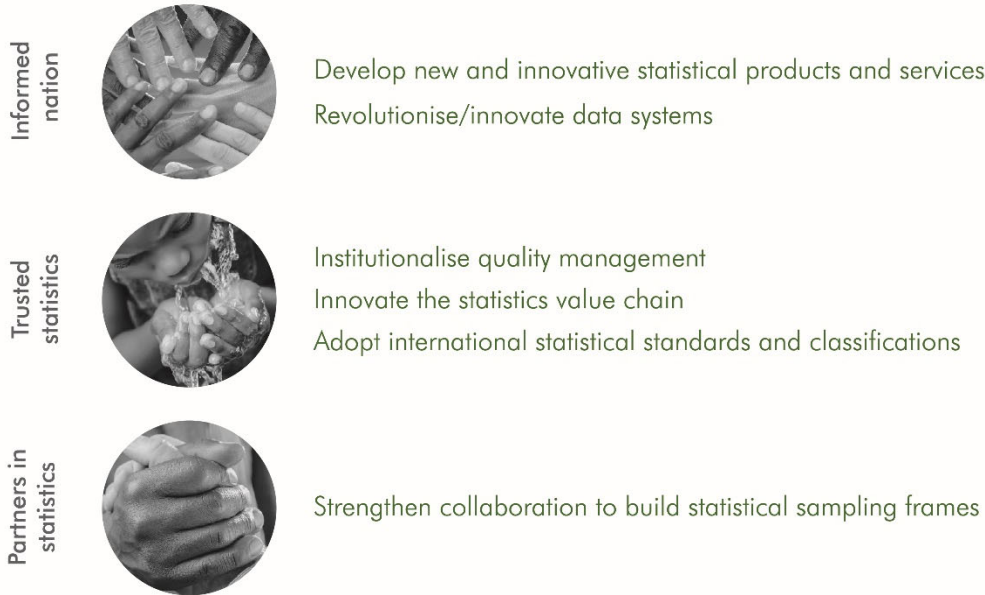 Informed
nation
Develop new and innovative statistical products and services
Revolutionise/innovate data systems
Trusted
statistics
Institutionalise quality management
Innovate the statistics value chain
Adopt international statistical standards and classifications
Partners in
statistics
Strengthen collaboration to build statistical sampling frames